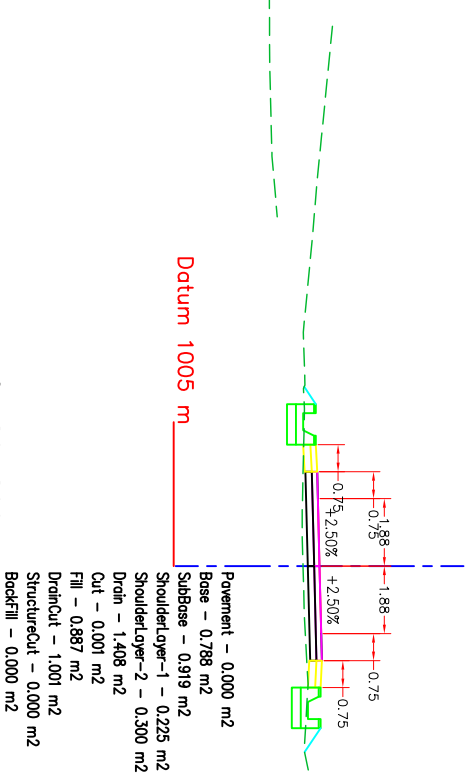 0.75
0.75
1.88
1.88
0.75
0.75
+2.50%
+2.50%
Datum 1005 m
Pavement - 0.000 m2
Base - 0.788 m2
SubBase - 0.919 m2
ShoulderLayer-1 - 0.225 m2
ShoulderLayer-2 - 0.300 m2
Drain - 1.408 m2
Cut - 0.001 m2
Fill - 0.887 m2
DrainCut - 1.001 m2
StructureCut - 0.000 m2
BackFill - 0.000 m2